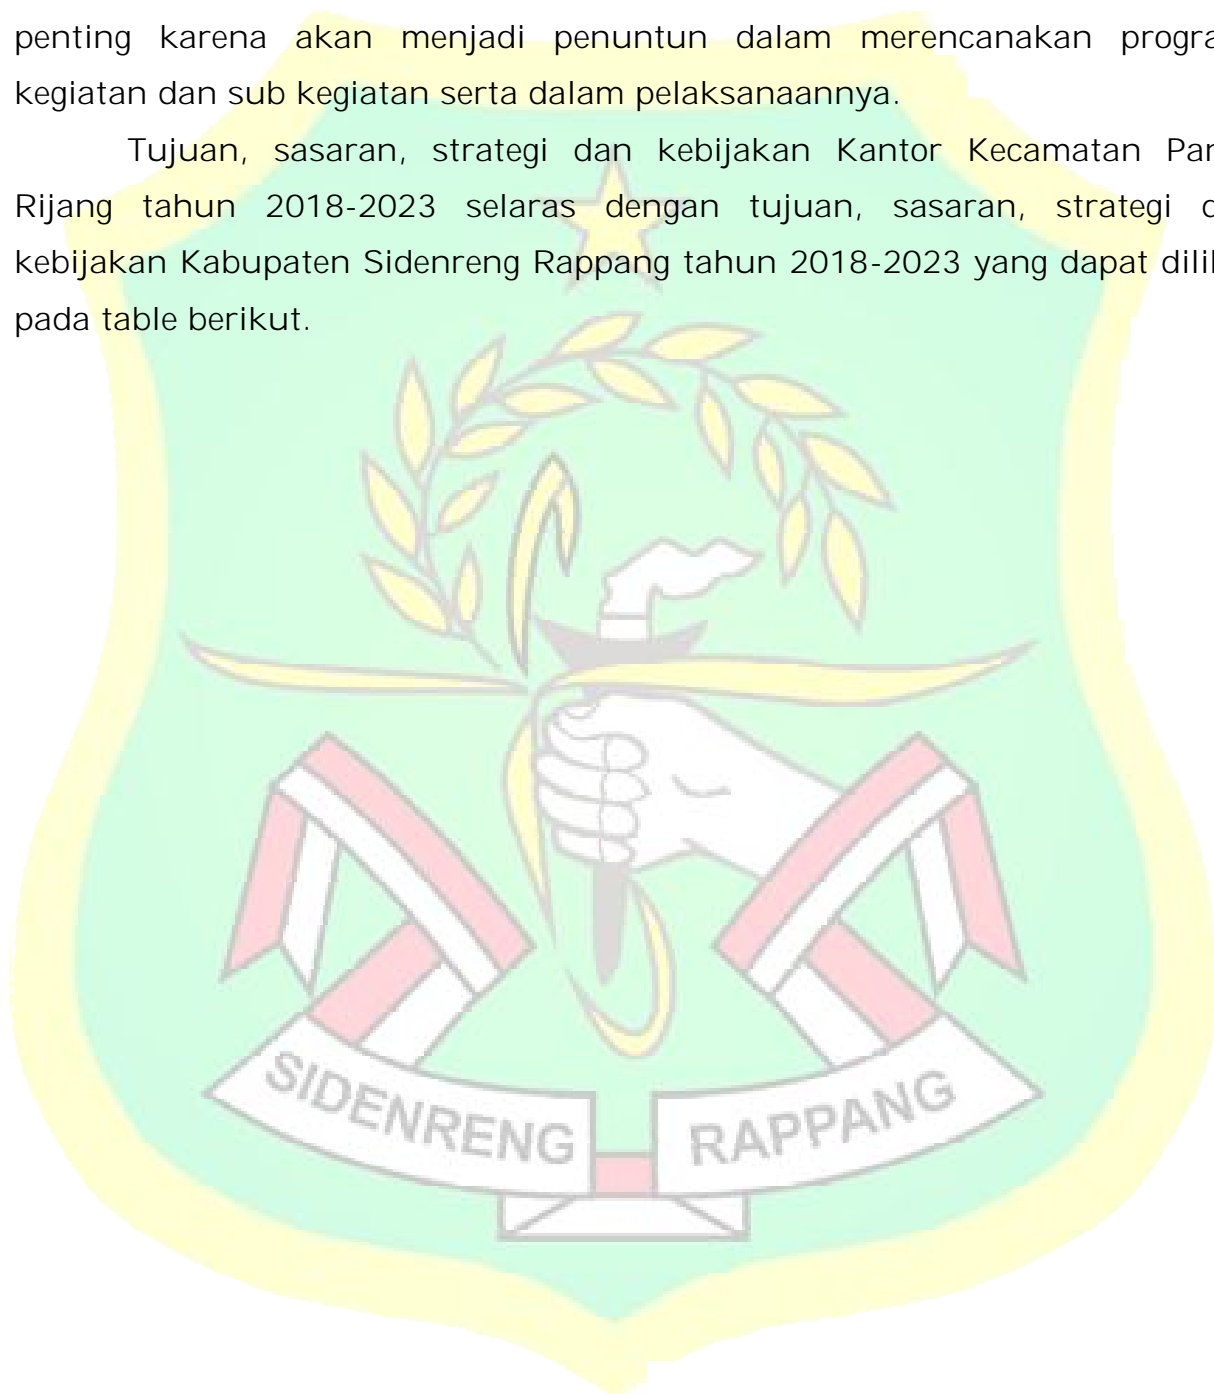 penting karena akan menjadi penuntun dalam merencanakan progra
kegiatan dan sub kegiatan serta dalam pelaksanaannya.
Tujuan, sasaran, strategi dan kebijakan Kantor Kecamatan Pan
Rijang tahun 2018-2023 selaras dengan tujuan, sasaran, strategi d
kebijakan Kabupaten Sidenreng Rappang tahun 2018-2023 yang dapat dili
pada table berikut.
SIDENRENG RAPPANG